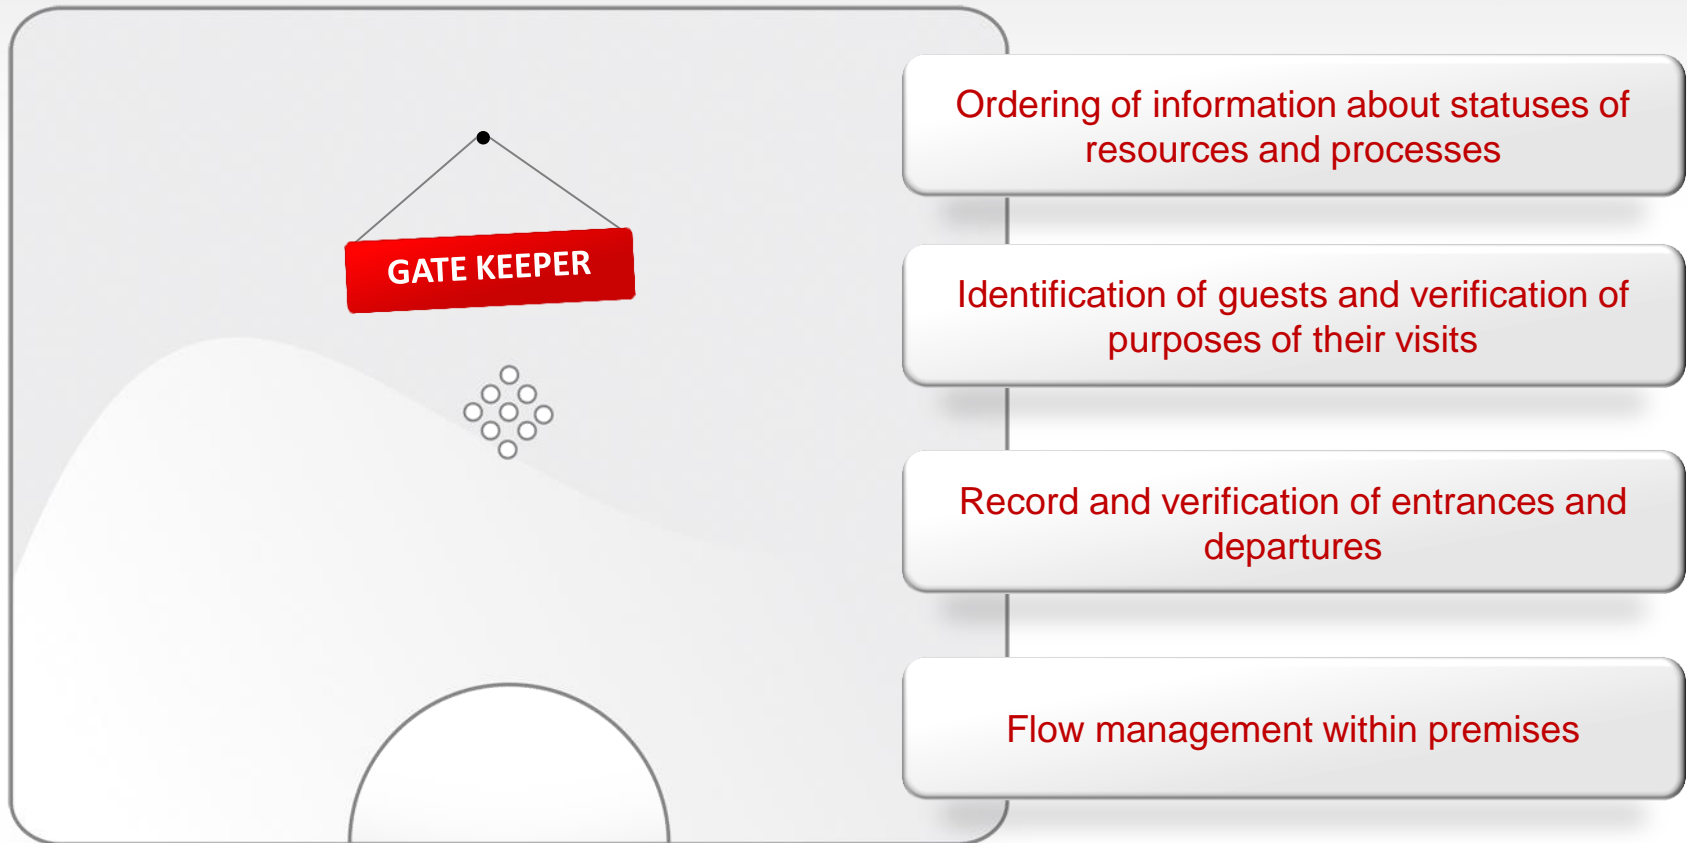 GATE KEEPER
Ordering of information about statuses of
resources and processes
Identification of guests and verification of
purposes of their visits
Record and verification of entrances and
departures
Flow management within premises